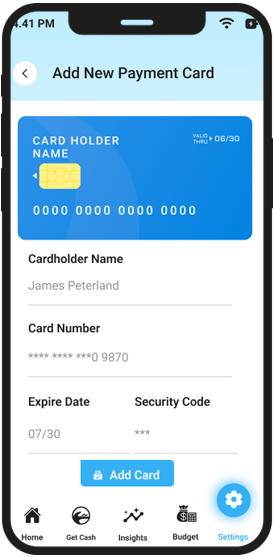 4.41 PM
Add New Payment Card
CARD HOLDER
NAME
VALID
THRU
06/30
0000 0000 0000 0000
Cardholder Name
James Peterland
Card Number
**** **** ***0 9870
Expire Date
Security Code
07/30
***
Add Card
Home
Get Cash
Insights
Budget
Settings